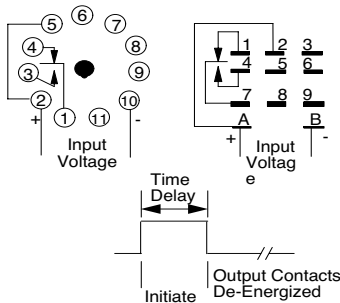 6
5
7
4
8
3
9
2
10
1
11
+
-
Input
Voltage
1 2 3
4 5 6
7 8 9
A B
+
-
Input
Voltag
e
Time
Delay
Initiate
Output Contacts
De-Energized